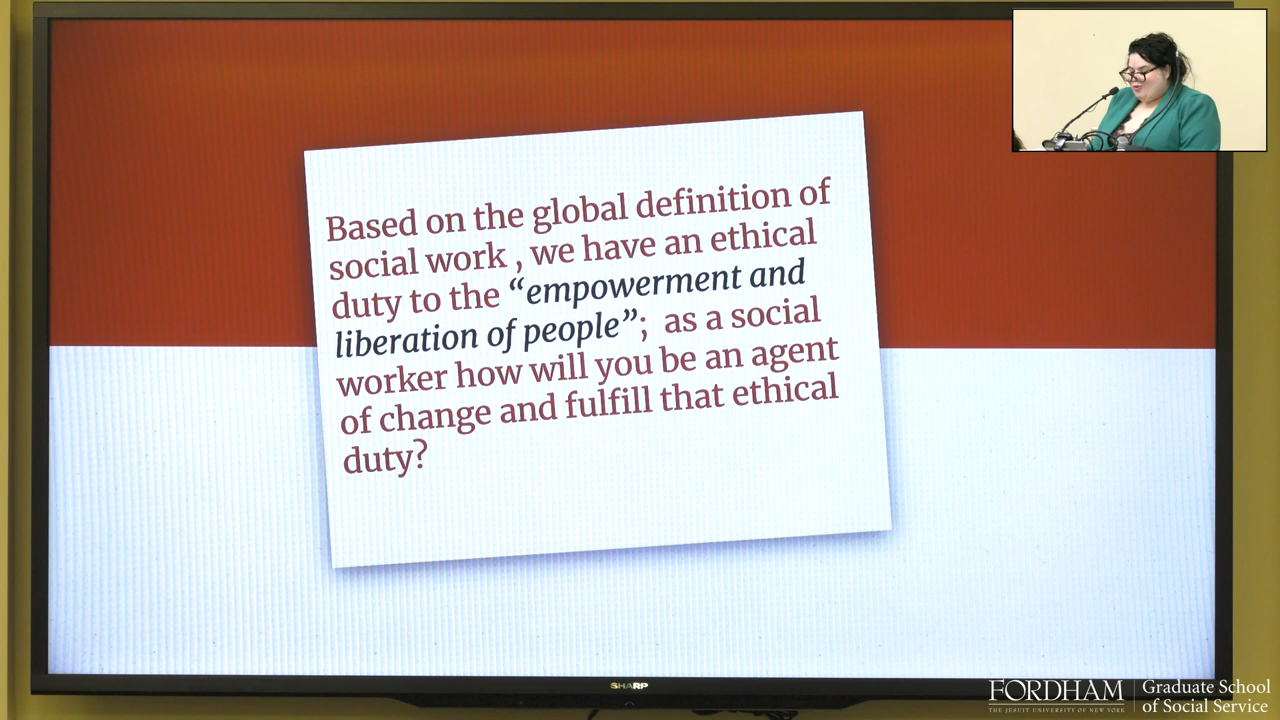 Based on the global definition of
social work , we have an ethical
duty to the “empowerment and
liberation of people”; as a social
worker how will you be an agent
of change and fulfill that ethical
duty?
SHARP
FORDHAM
THE JESUIT UNIVERSITY OF NEW YORK
Graduate School
of Social Service